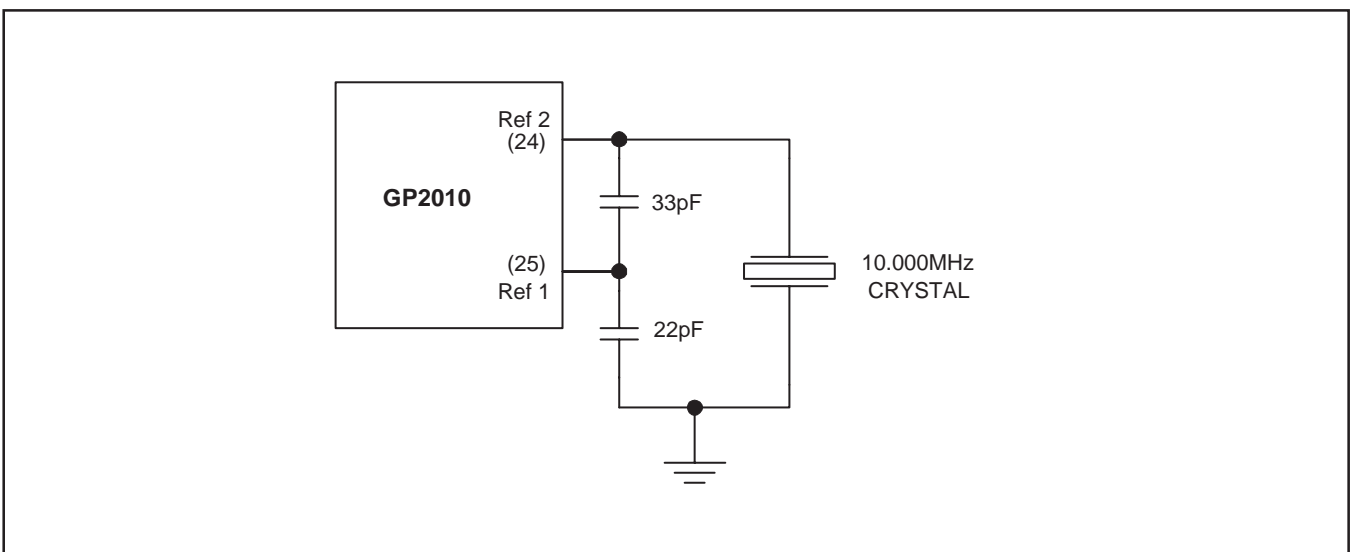 Ref 2
(24)
GP2010
33pF
(25)
Ref 1
10.000MHz
CRYSTAL
22pF